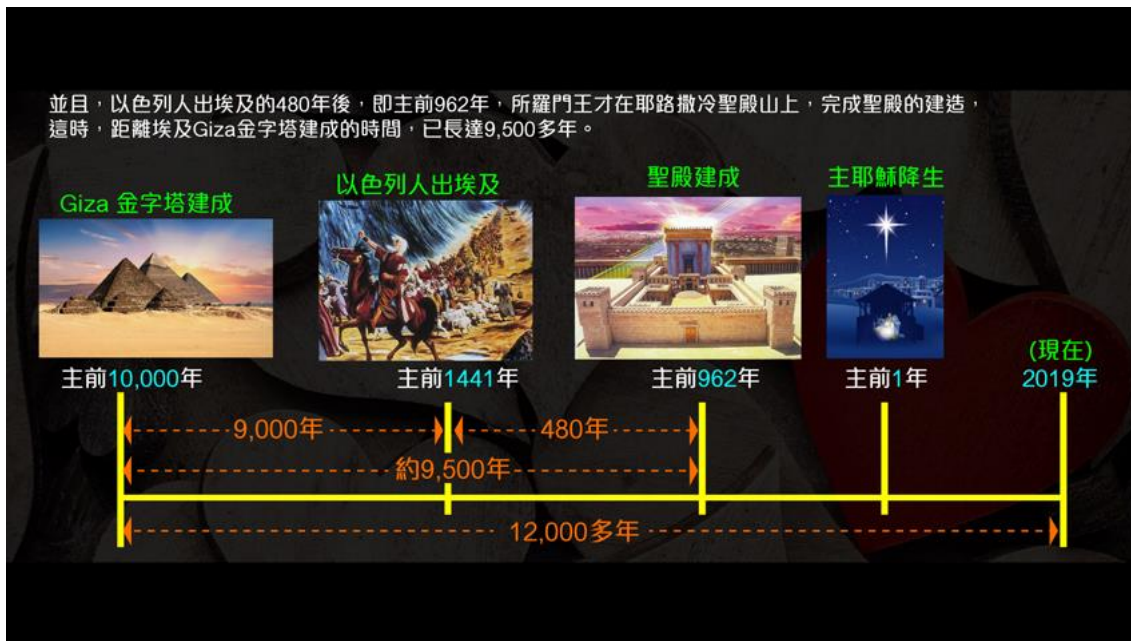 並且，以色列人出埃及的480年後，即主前962年，所羅門王才在耶路撒冷聖殿山上，完成聖殿的建造，
這時，距離埃及Giza金字塔建成的時間，已長達9,500多年。
Giza 金字塔建成
以色列人出埃及
聖殿建成
主耶穌降生
(現在)
主前10,000年
主前1441年
主前962年
主前1年
2019年
9,000年
480年
約9,500年
12,000多年